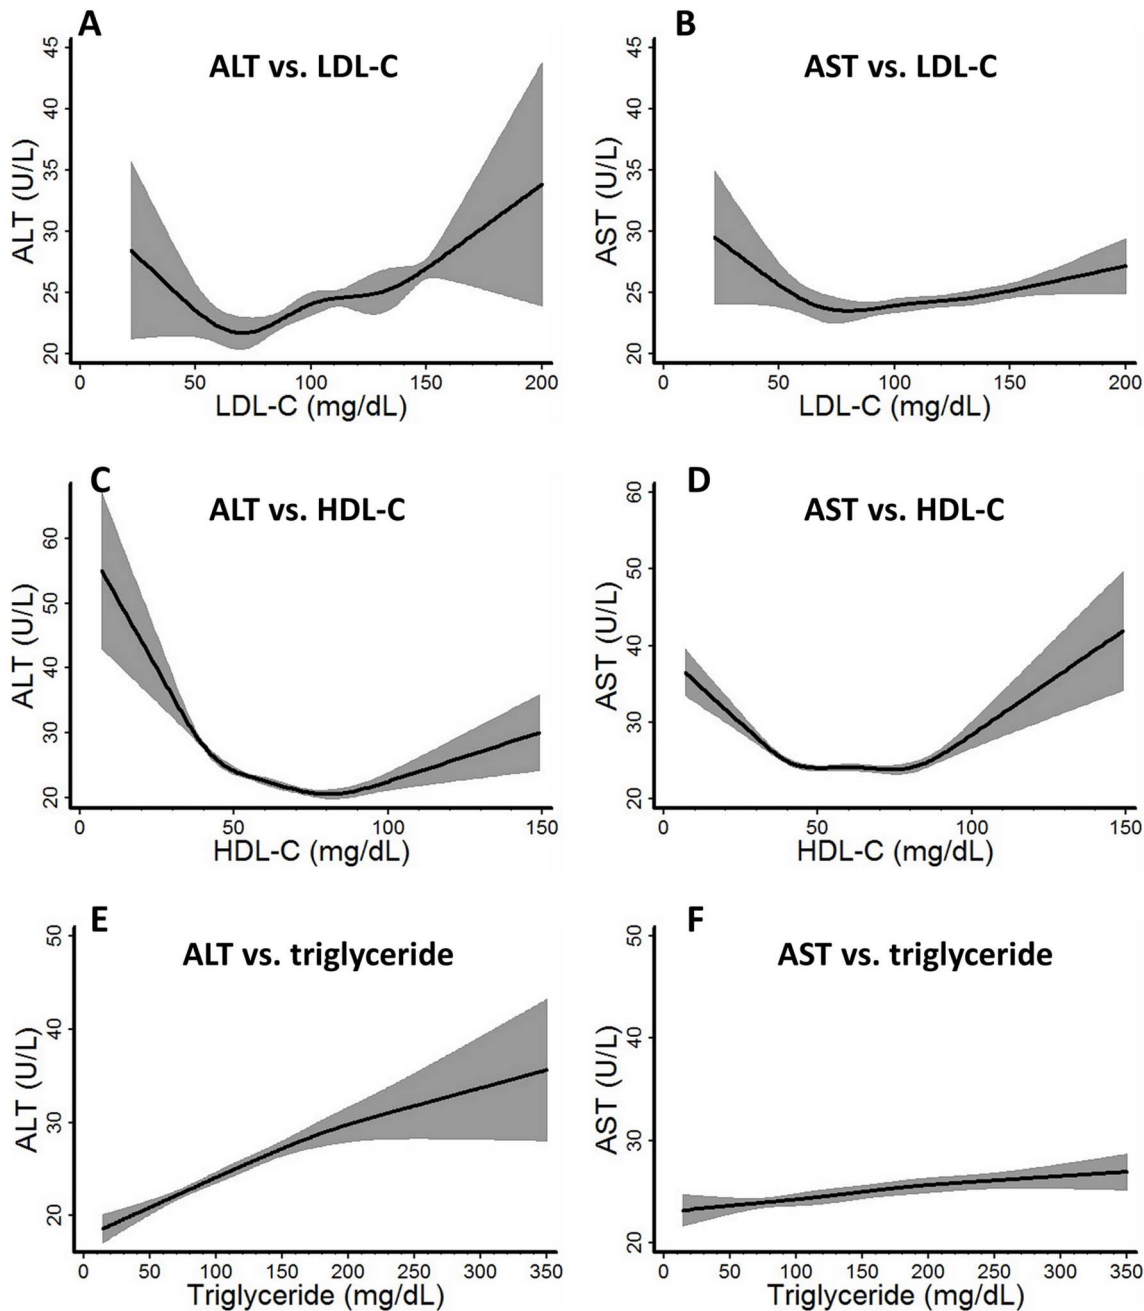 A
ALT vs. LDL-C
45
40
35
30
25
20
ALT (U/L)
0 50 100 150 200
LDL-C (mg/dL)
B
AST vs. LDL-C
45
40
35
30
25
20
AST (U/L)
0 50 100 150 200
LDL-C (mg/dL)
C
ALT vs. HDL-C
60
50
40
30
20
ALT (U/L)
0 50 100 150
HDL-C (mg/dL)
D
AST vs. HDL-C
60
50
40
30
20
AST (U/L)
0 50 100 150
HDL-C (mg/dL)
E
ALT vs. triglyceride
50
40
30
20
ALT (U/L)
0 50 100 150 200 250 300 350
Triglyceride (mg/dL)
F
AST vs. triglyceride
50
40
30
20
AST (U/L)
0 50 100 150 200 250 300 350
Triglyceride (mg/dL)